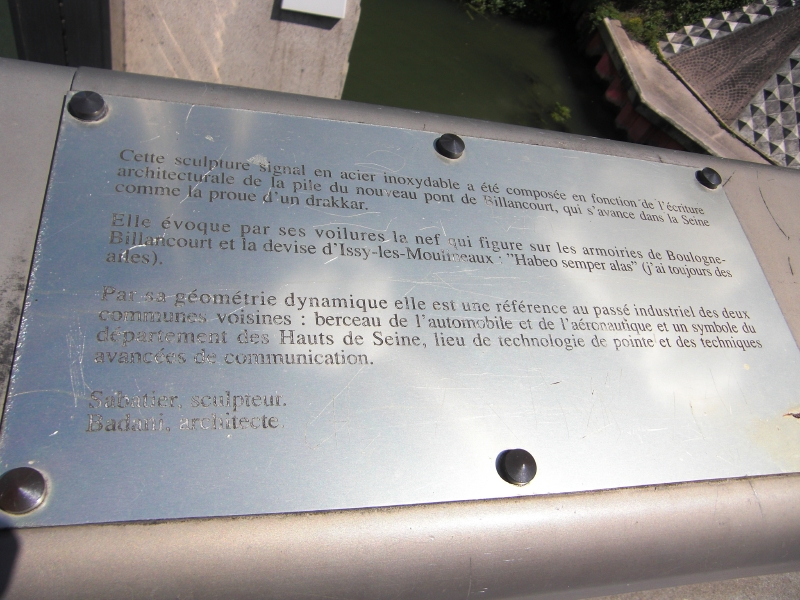 Cette sculpture signal en acier inoxydable a été composée en fonction de l'écriture
architecturale de la pile du nouveau pont de Billancourt, qui s'avance dans la Seine
comme la proue d'un drakkar.
Elle évoque par ses voilures la nef qui figure sur les armoiries de Boulogne-
Billancourt et la devise d'Issy-les-Moulineaux : "Habeo semper alas" (j'ai toujours des
ailes).
Par sa géométrie dynamique elle est une référence au passé industriel des deux
communes voisines : berceau de l'automobile et de l'aéronautique et un symbole du
département des Hauts de Seine, lieu de technologie de pointe et des techniques
avancées de communication.
Sabatier, sculpteur.
Badani, architecte.